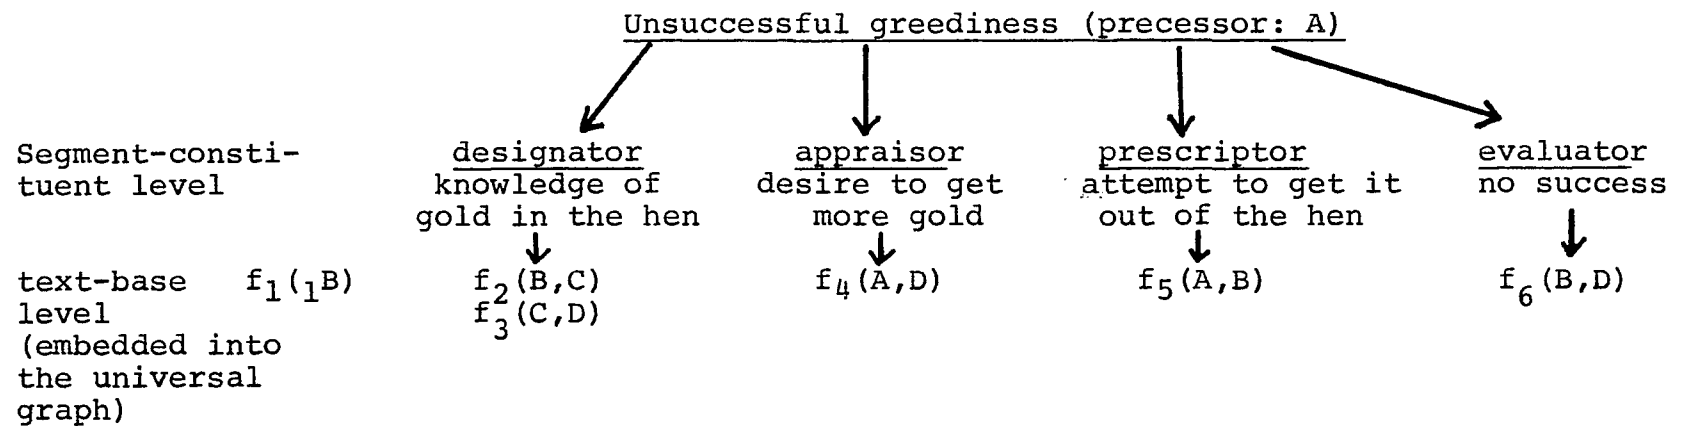 Unsuccessful greediness (precessor: A)
Segment-consti- designator appraisor prescriptor evaluator
tuent level knowledge of desire to get attempt to get it no success
gold in the hen more gold out of the hen
text-base f₁(₁B) f₂(B,C) f₄(A,D) f₅(A,B) f₆(B,D)
level f₃(C,D)
(embedded into
the universal
graph)